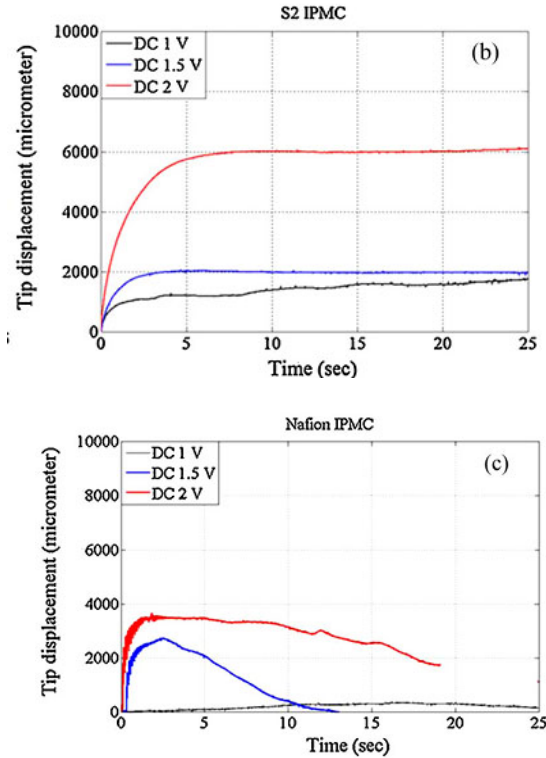 S2 IPMC
(b)
DC 1 V
DC 1.5 V
DC 2 V
Tip displacement (micrometer)
10000
8000
6000
4000
2000
0
0 5 10 15 20 25
Time (sec)
Nafion IPMC
(c)
DC 1 V
DC 1.5 V
DC 2 V
Tip displacement (micrometer)
10000
8000
6000
4000
2000
0
0 5 10 15 20 25
Time (sec)